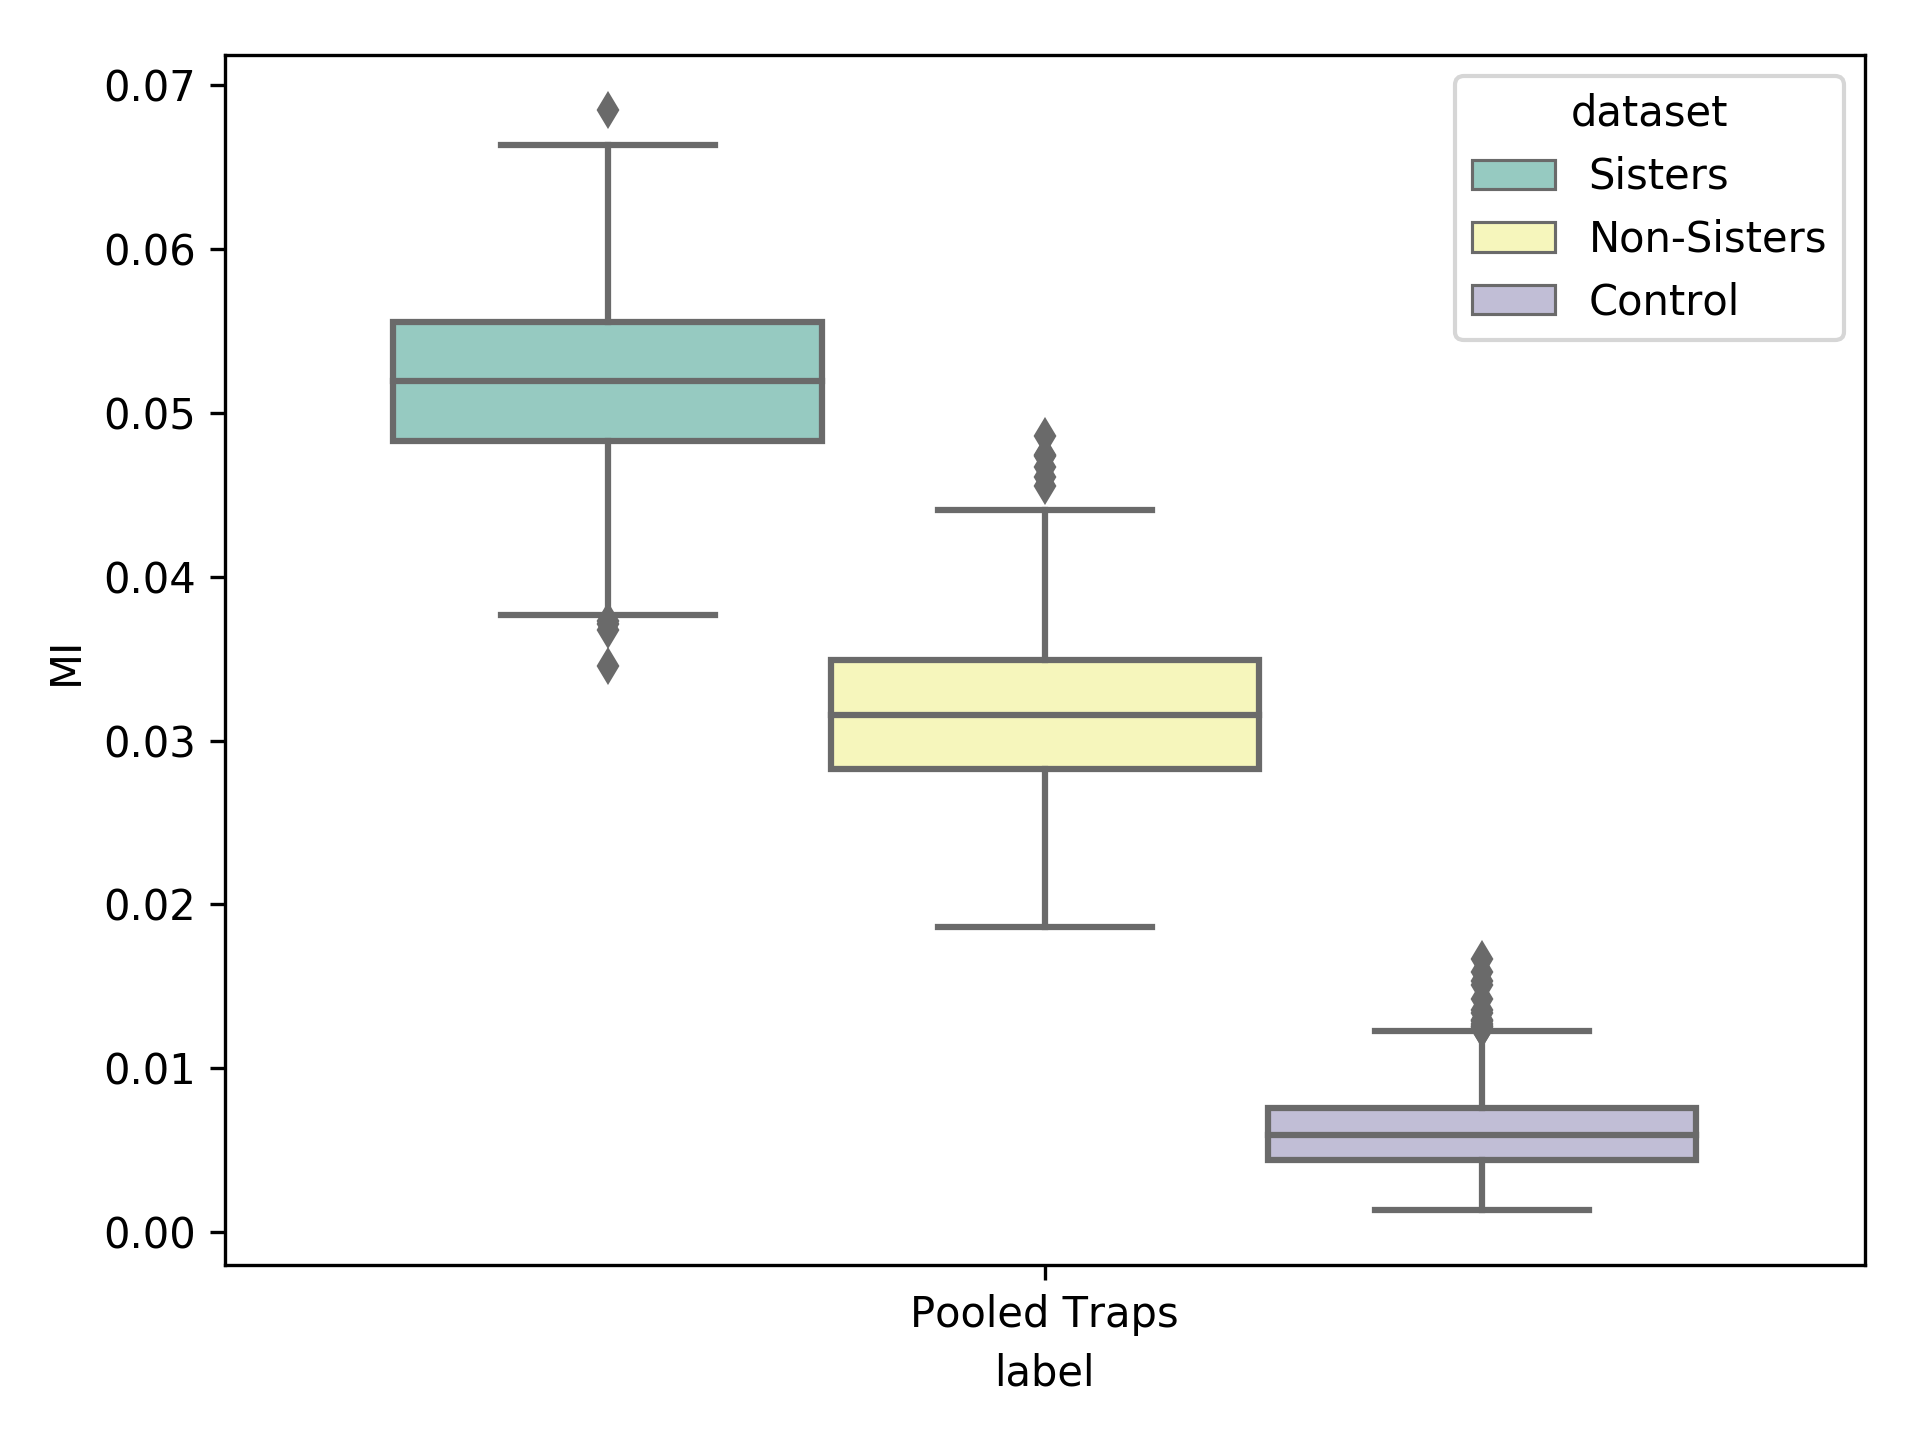 0.07
0.06
0.05
0.04
0.03
0.02
0.01
0.00
MI
dataset
Sisters
Non-Sisters
Control
Pooled Traps
label